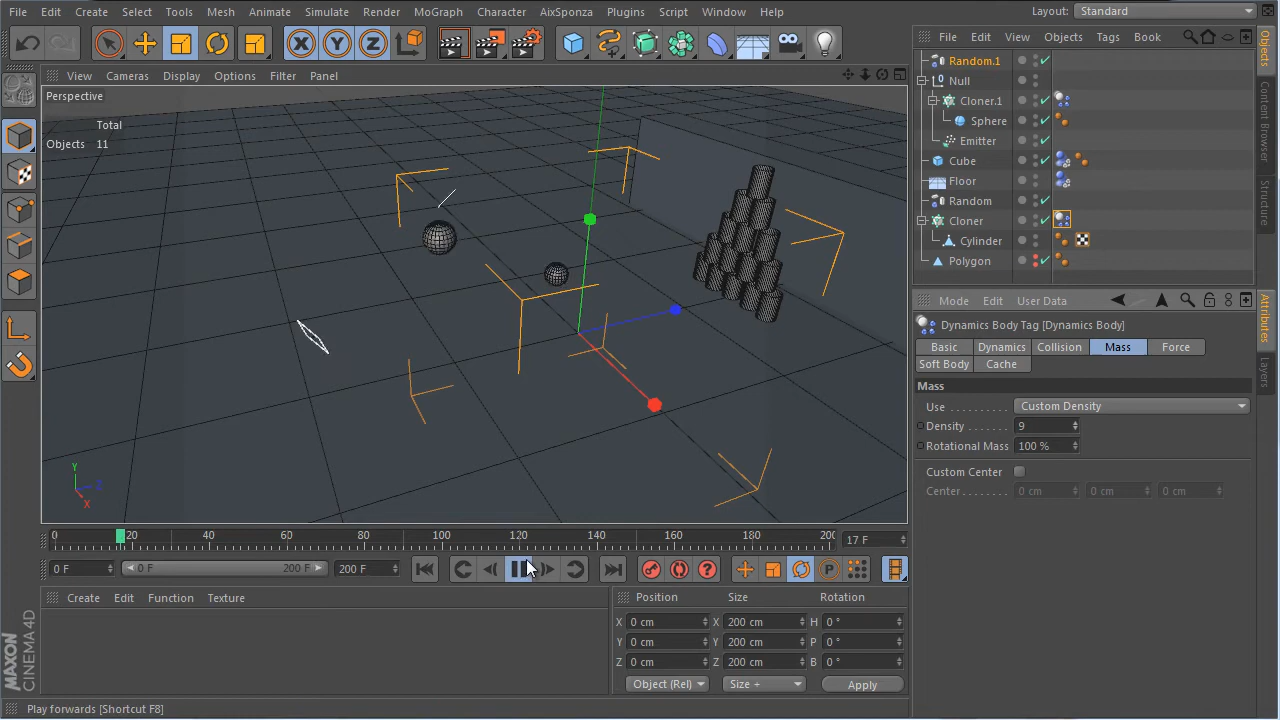 File Edit Create Select Tools Mesh Animate Simulate Render MoGraph Character AixSponza Plugins Script Window Help Layout: Standard
X Y Z
File Edit View Objects Tags Book
View Cameras Display Options Filter Panel
Perspective
Total
Objects 11
Y
Z
X
Random.1
Null
Cloner.1
Sphere
Emitter
Cube
Floor
Random
Cloner
Cylinder
Polygon
Objects
Content Browser
Structure
Mode Edit User Data
Dynamics Body Tag [Dynamics Body]
Basic Dynamics Collision Mass Force
Soft Body Cache
Mass
Use Custom Density
Density 9
Rotational Mass 100 %
Custom Center
Center 0 cm 0 cm 0 cm
Attributes
Layers
0 20 40 60 80 100 120 140 160 180 200 17 F
0 F 0 F 200 F 200 F
P
Create Edit Function Texture
Position Size Rotation
X 0 cm X 200 cm H 0 °
Y 0 cm Y 200 cm P 0 °
Z 0 cm Z 200 cm B 0 °
Object (Rel) Size + Apply
MAXON
CINEMA 4D
Play forwards [Shortcut F8]